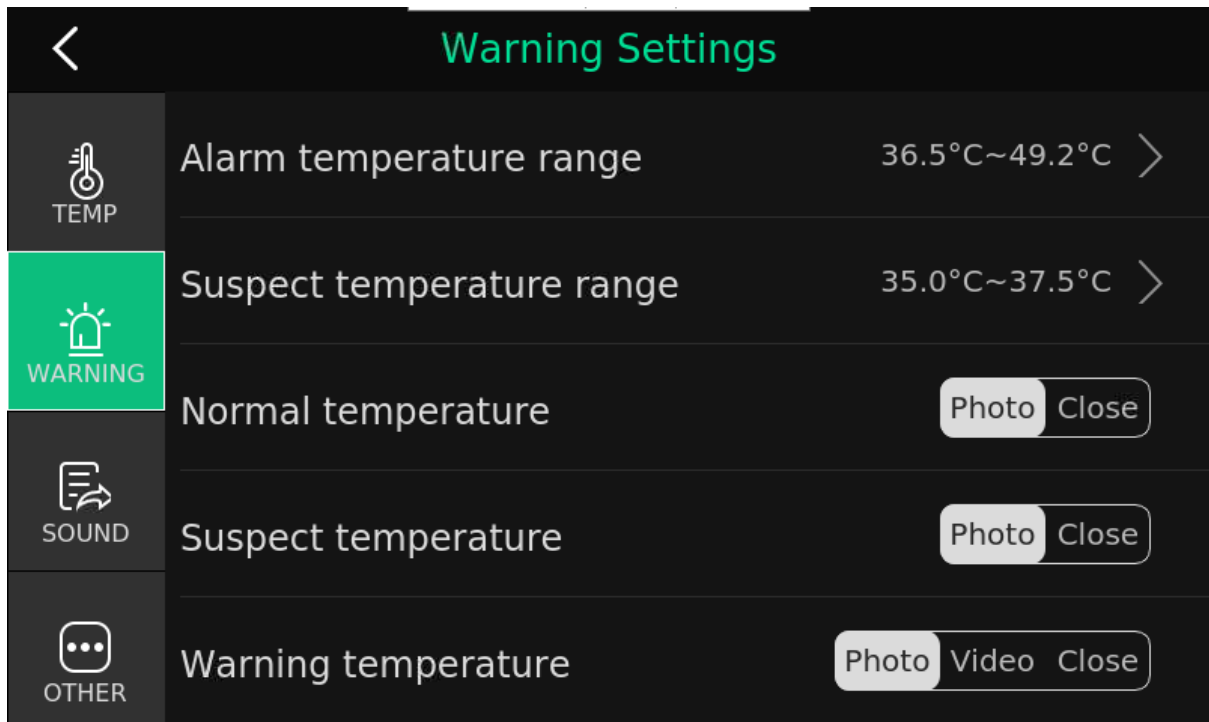 Warning Settings
TEMP
Alarm temperature range 36.5°C~49.2°C
Suspect temperature range 35.0°C~37.5°C
WARNING
Normal temperature Photo Close
SOUND
Suspect temperature Photo Close
OTHER
Warning temperature Photo Video Close